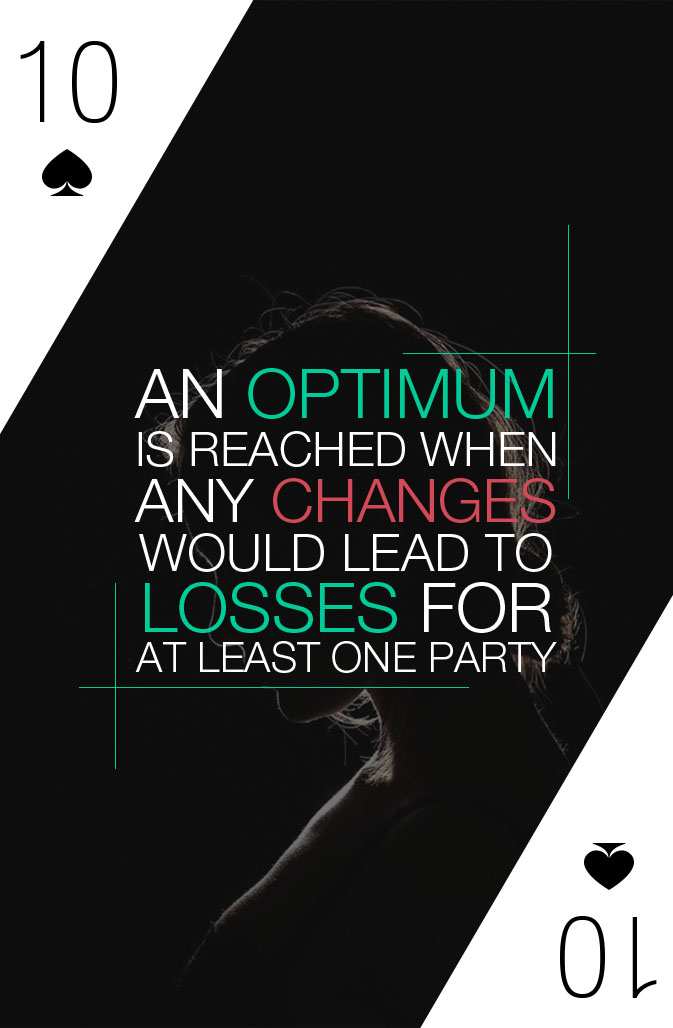 10
AN OPTIMUM
IS REACHED WHEN
ANY CHANGES
WOULD LEAD TO
LOSSES FOR
AT LEAST ONE PARTY
10